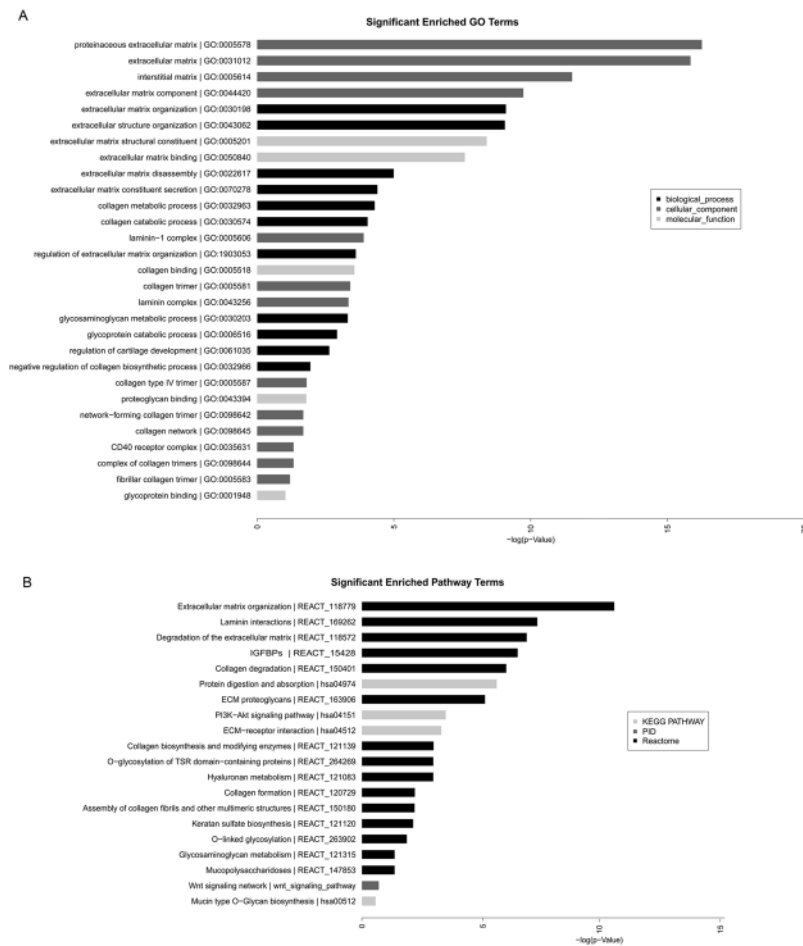 A
Significant Enriched GO Terms
proteinaceous extracellular matrix | GO:0005578
extracellular matrix | GO:0031012
interstitial matrix | GO:0005614
extracellular matrix component | GO:0044420
extracellular matrix organization | GO:0030198
extracellular structure organization | GO:0043062
extracellular matrix structural constituent | GO:0005201
extracellular matrix binding | GO:0050840
extracellular matrix disassembly | GO:0022617
extracellular matrix constituent secretion | GO:0070278
collagen metabolic process | GO:0032963
collagen catabolic process | GO:0030574
laminin−1 complex | GO:0005606
regulation of extracellular matrix organization | GO:1903053
collagen binding | GO:0005518
collagen trimer | GO:0005581
laminin complex | GO:0043256
glycosaminoglycan metabolic process | GO:0030203
glycoprotein catabolic process | GO:0006516
regulation of cartilage development | GO:0061035
negative regulation of collagen biosynthetic process | GO:0032966
collagen type IV trimer | GO:0005587
proteoglycan binding | GO:0043394
network−forming collagen trimer | GO:0098642
collagen network | GO:0098645
CD40 receptor complex | GO:0035631
complex of collagen trimers | GO:0098644
fibrillar collagen trimer | GO:0005583
glycoprotein binding | GO:0001948
biological_process
cellular_component
molecular_function
0 5 10 15 20
−log(p−Value)
B
Significant Enriched Pathway Terms
Extracellular matrix organization | REACT_118779
Laminin interactions | REACT_169262
Degradation of the extracellular matrix | REACT_118572
IGFBPs | REACT_15428
Collagen degradation | REACT_150401
Protein digestion and absorption | hsa04974
ECM proteoglycans | REACT_163906
PI3K−Akt signaling pathway | hsa04151
ECM−receptor interaction | hsa04512
Collagen biosynthesis and modifying enzymes | REACT_121139
O−glycosylation of TSR domain−containing proteins | REACT_264269
Hyaluronan metabolism | REACT_121083
Collagen formation | REACT_120729
Assembly of collagen fibrils and other multimeric structures | REACT_150180
Keratan sulfate biosynthesis | REACT_121120
O−linked glycosylation | REACT_263902
Glycosaminoglycan metabolism | REACT_121315
Mucopolysaccharidoses | REACT_147853
Wnt signaling network | wnt_signaling_pathway
Mucin type O−Glycan biosynthesis | hsa00512
KEGG PATHWAY
PID
Reactome
0 5 10 15
−log(p−Value)